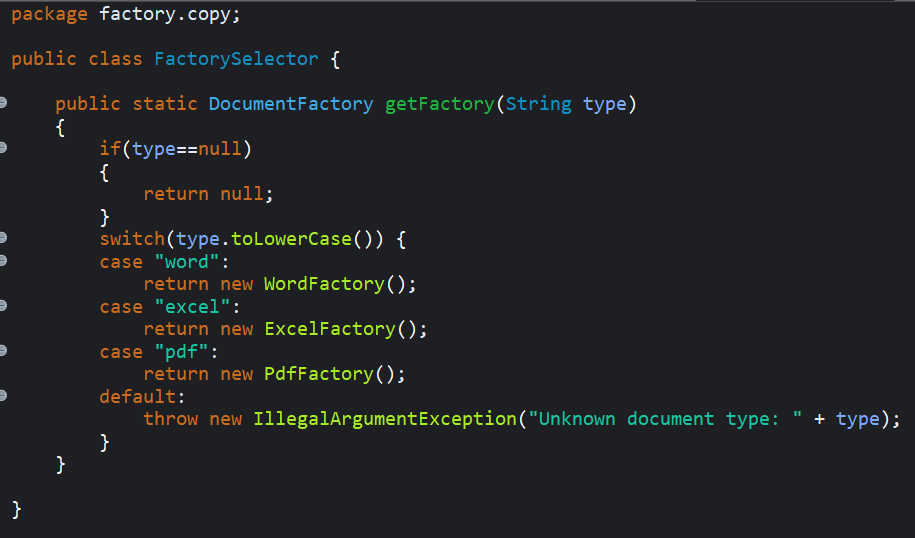 package factory.copy;
public class FactorySelector {
public static DocumentFactory getFactory(String type)
{
if(type==null)
{
return null;
}
switch(type.toLowerCase()) {
case "word":
return new WordFactory();
case "excel":
return new ExcelFactory();
case "pdf":
return new PdfFactory();
default:
throw new IllegalArgumentException("Unknown document type: " + type);
}
}
}